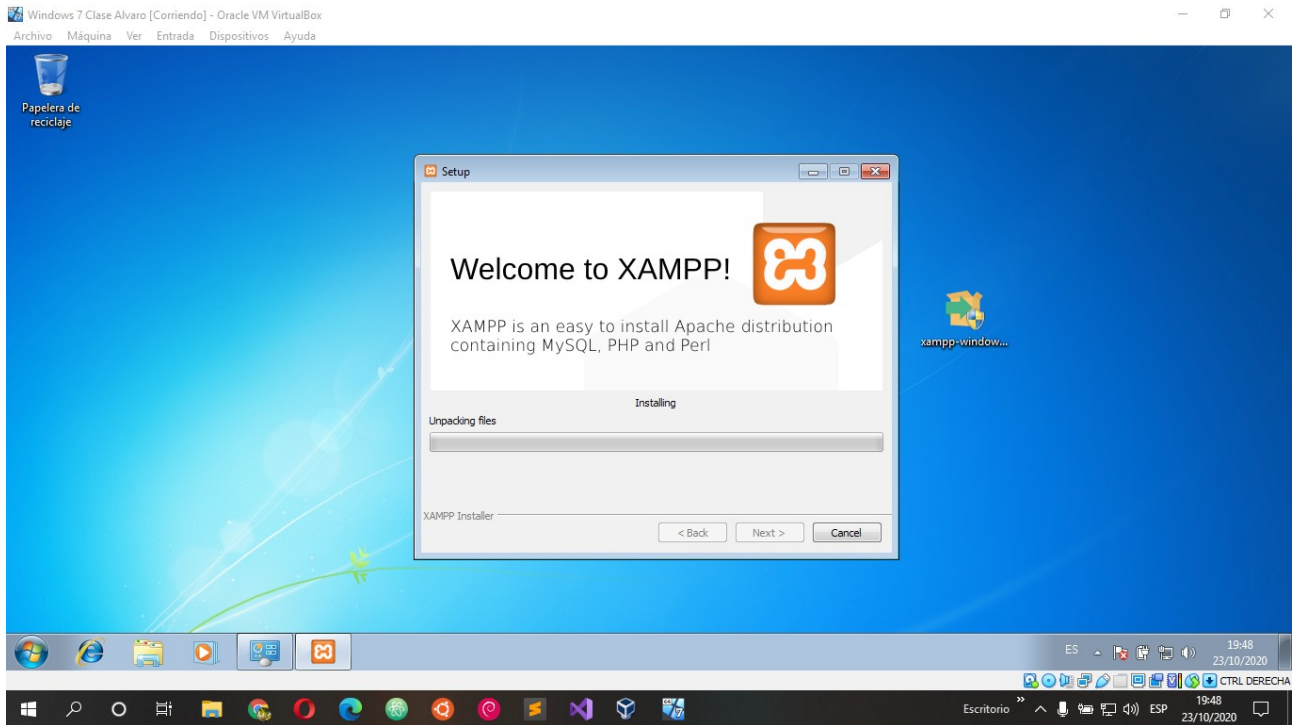 Windows 7 Clase Alvaro [Corriendo] - Oracle VM VirtualBox
Archivo Máquina Ver Entrada Dispositivos Ayuda
Papelera de
reciclaje
Setup
Welcome to XAMPP!
XAMPP is an easy to install Apache distribution
containing MySQL, PHP and Perl
xampp-window...
Installing
Unpacking files
XAMPP Installer
< Back Next > Cancel
ES 19:48
23/10/2020
CTRL DERECHA
Escritorio ESP 19:48
23/10/2020